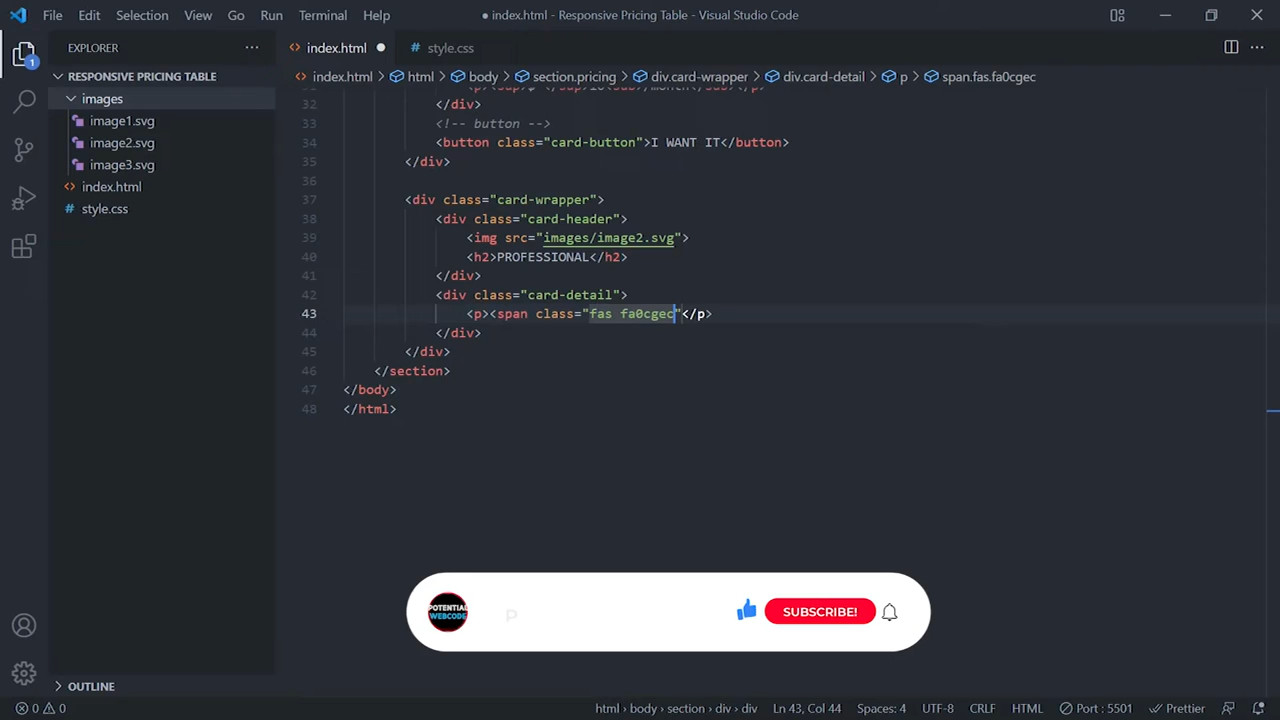 File Edit Selection View Go Run Terminal Help
● index.html - Responsive Pricing Table - Visual Studio Code
EXPLORER
index.html
# style.css
RESPONSIVE PRICING TABLE
index.html > html > body > section.pricing > div.card-wrapper > div.card-detail > p > span.fas.fa0cgec
images
image1.svg
image2.svg
image3.svg
index.html
# style.css
32 </div>
33 <!-- button -->
34 <button class="card-button">I WANT IT</button>
35 </div>
36
37 <div class="card-wrapper">
38 <div class="card-header">
39 <img src="images/image2.svg">
40 <h2>PROFESSIONAL</h2>
41 </div>
42 <div class="card-detail">
43 <p><span class="fas fa0cgec"</p>
44 </div>
45 </div>
46 </section>
47 </body>
48 </html>
POTENTIAL
WEBCODE
P
SUBSCRIBE!
1
OUTLINE
0 0
html > body > section > div > div
Ln 43, Col 44
Spaces: 4
UTF-8
CRLF
HTML
Port : 5501
Prettier